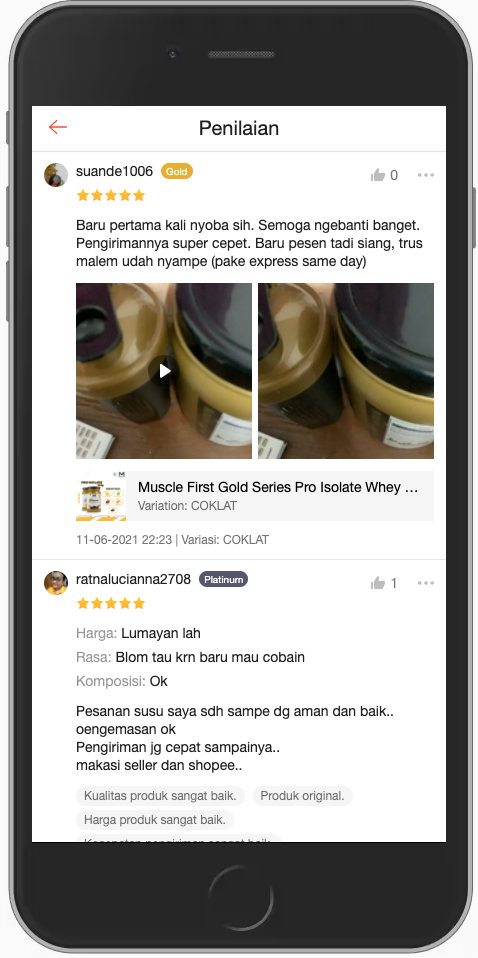 Penilaian
suande1006 Gold 0
Baru pertama kali nyoba sih. Semoga ngebanti banget.
Pengirimannya super cepet. Baru pesen tadi siang, trus
malem udah nyampe (pake express same day)
Muscle First Gold Series Pro Isolate Whey ...
Variation: COKLAT
11-06-2021 22:23 | Variasi: COKLAT
ratnalucianna2708 Platinum 1
Harga: Lumayan lah
Rasa: Blom tau krn baru mau cobain
Komposisi: Ok
Pesanan susu saya sdh sampe dg aman dan baik..
oengemasan ok
Pengiriman jg cepat sampainya..
makasi seller dan shopee..
Kualitas produk sangat baik. Produk original.
Harga produk sangat baik.
Kecepatan pengiriman sangat baik.